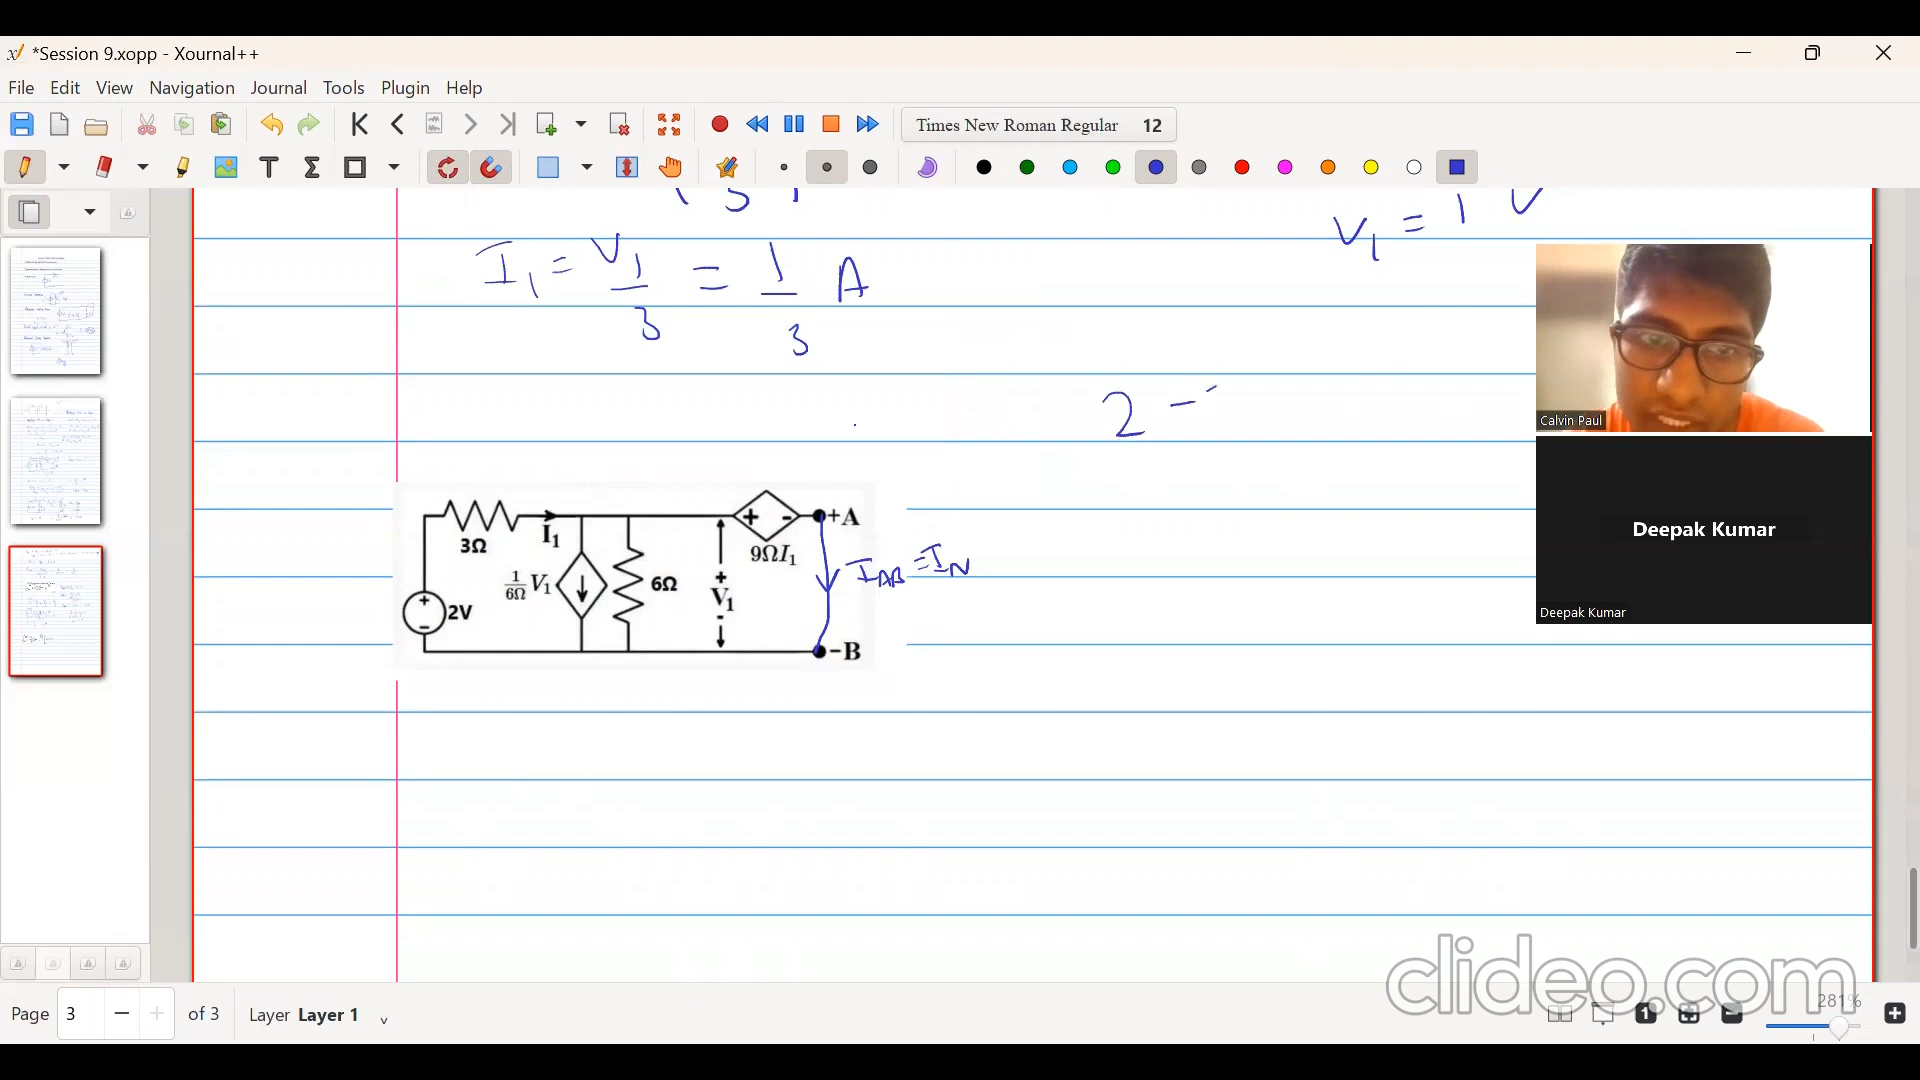 *Session 9.xopp - Xournal++
File Edit View Navigation Journal Tools Plugin Help
Times New Roman Regular 12
V1 = 1 V
I1 = V1/3 = 1/3 A
2 -
3Ω
I1
1/6Ω V1
6Ω
+
V1
-
+ -
9ΩI1
+A
IAB = IN
+
-
2V
-B
Calvin Paul
Deepak Kumar
Deepak Kumar
clideo.com
Page 3 of 3 Layer Layer 1
281%